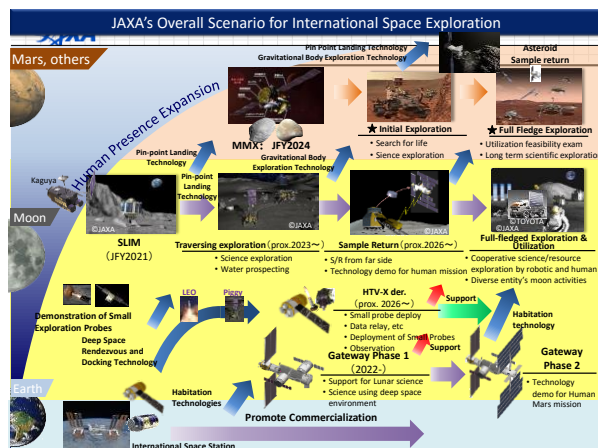 JAXA's Overall Scenario for International Space Exploration
Mars, others
Pin Point Landing Technology
Gravitational Body Exploration Technology
Asteroid
Sample return
Human Presence Expansion
MMX: JFY2024
★ Initial Exploration
• Search for life
• Sience exploration
★ Full Fledge Exploration
• Utilization feasibility exam
• Long term scientific exploration
Pin-point Landing
Technology
Gravitational Body
Exploration Technology
Pin-point
Landing
Technology
Kaguya
Moon
©JAXA
©JAXA
©JAXA
©TOYOTA
©JAXA
SLIM
(JFY2021)
Traversing exploration (prox.2023～)
• Science exploration
• Water prospecting
Sample Return (prox.2026～)
• S/R from far side
• Technology demo for human mission
Full-fledged Exploration &
Utilization
• Cooperative science/resource
exploration by robotic and human
• Diverse entity's moon activities
LEO
Piggy
Demonstration of Small
Exploration Probes
Deep Space
Rendezvous and
Docking Technology
HTV-X der.
(prox. 2026～)
• Small probe deploy
• Data relay, etc
• Deployment of Small Probes
• Observation
Support
Support
Habitation
technology
Gateway Phase 1
(2022-)
• Support for Lunar science
• Science using deep space
environment
Gateway
Phase 2
• Technology
demo for Human
Mars mission
Earth
Habitation
Technologies
Promote Commercialization
International Space Station